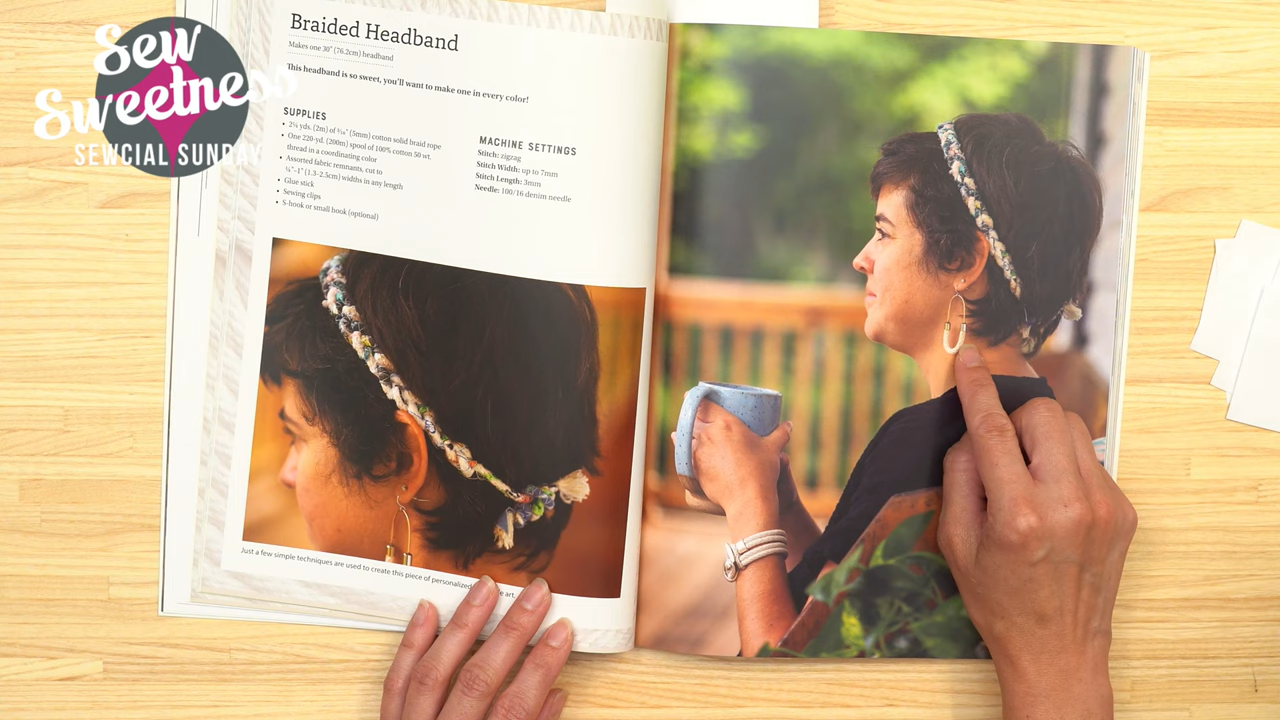 Sew
Sweetness
SEWCIAL SUNDAY
Braided Headband
Makes one 30" (76.2cm) headband
This headband is so sweet, you'll want to make one in every color!
SUPPLIES
• 2¼ yds. (2m) of 3/16" (5mm) cotton solid braid rope
• One 220-yd. (200m) spool of 100% cotton 50 wt.
thread in a coordinating color
• Assorted fabric remnants, cut to
¼"–1" (1.3–2.5cm) widths in any length
• Glue stick
• Sewing clips
• S-hook or small hook (optional)
MACHINE SETTINGS
Stitch: zigzag
Stitch Width: up to 7mm
Stitch Length: 3mm
Needle: 100/16 denim needle
Just a few simple techniques are used to create this piece of personalized art.